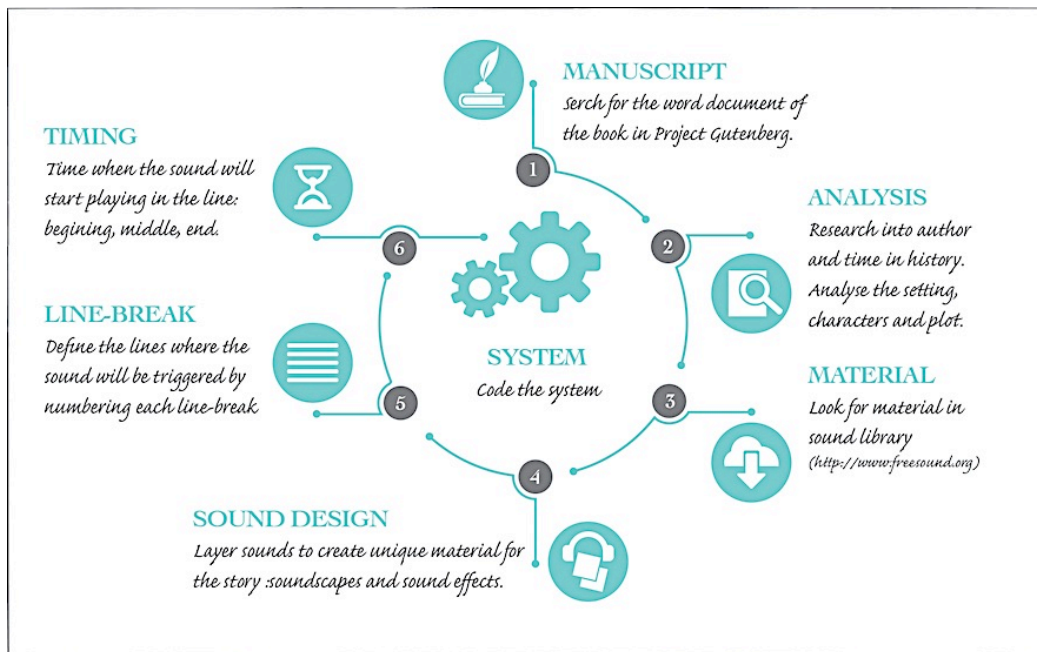 MANUSCRIPT
Serch for the word document of
the book in Project Gutenberg.
1
ANALYSIS
Research into author
and time in history.
Analyse the setting,
characters and plot.
2
MATERIAL
Look for material in
sound library
(http://www.freesound.org)
3
SOUND DESIGN
Layer sounds to create unique material for
the story :soundscapes and sound effects.
4
LINE-BREAK
Define the lines where the
sound will be triggered by
numbering each line-break
5
TIMING
Time when the sound will
start playing in the line:
begining, middle, end.
6
SYSTEM
Code the system